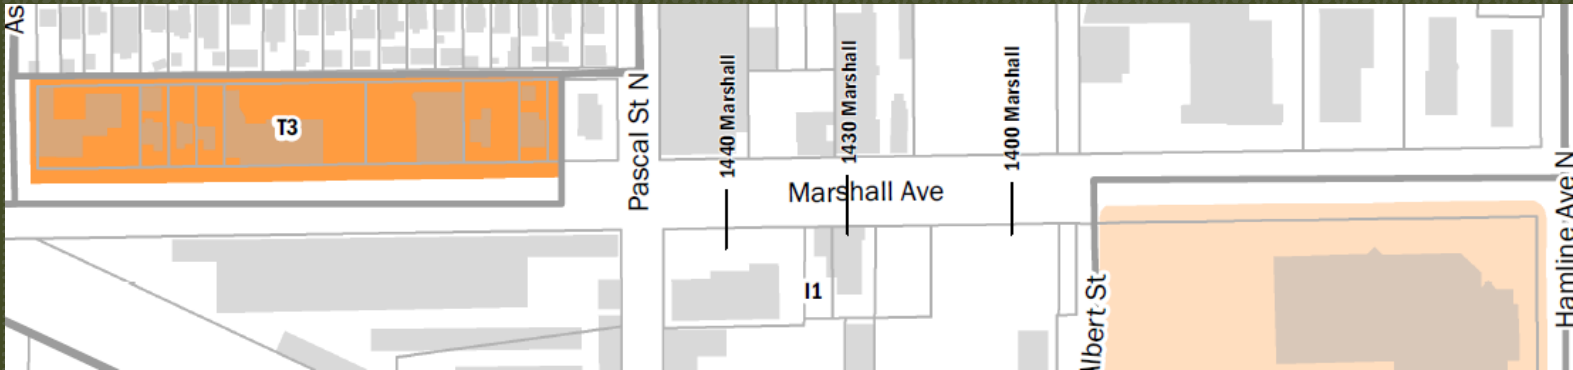 As
T3
Pascal St N
1440 Marshall
1430 Marshall
1400 Marshall
Marshall Ave
I1
Albert St
Hamline Ave N